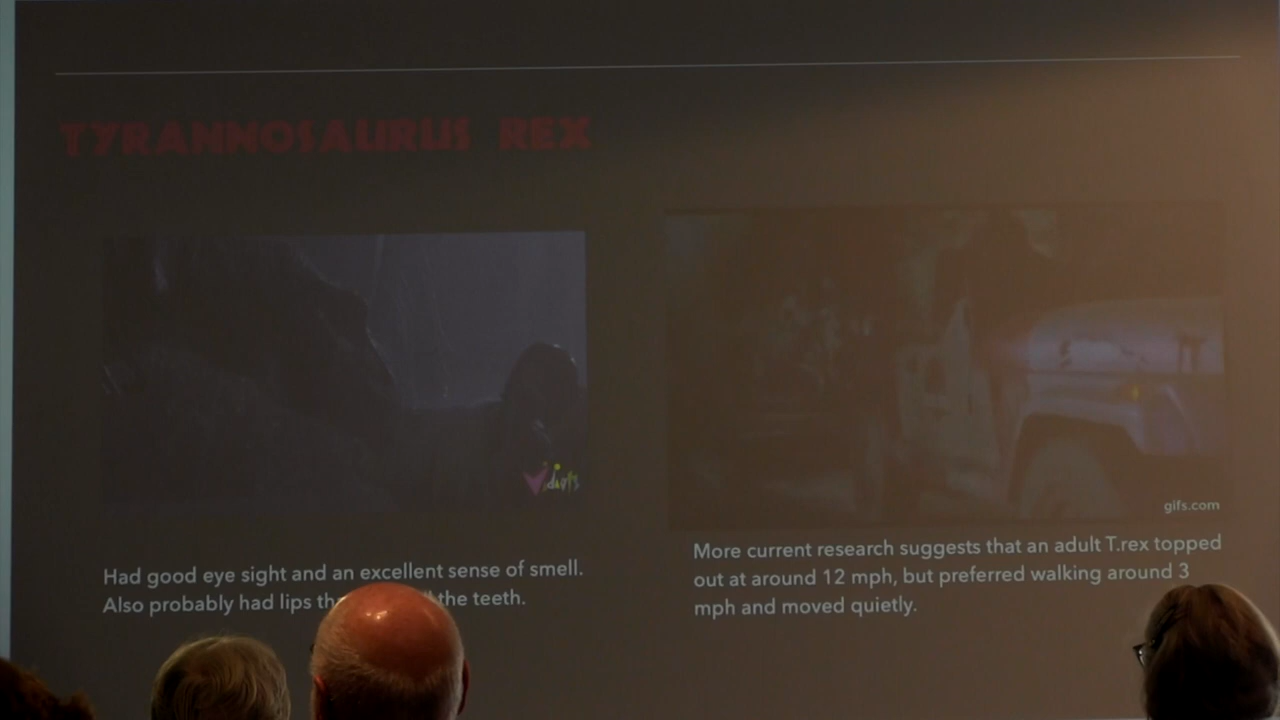 TYRANNOSAURUS REX
Had good eye sight and an excellent sense of smell.
Also probably had lips the teeth.
gifs.com
More current research suggests that an adult T.rex topped
out at around 12 mph, but preferred walking around 3
mph and moved quietly.